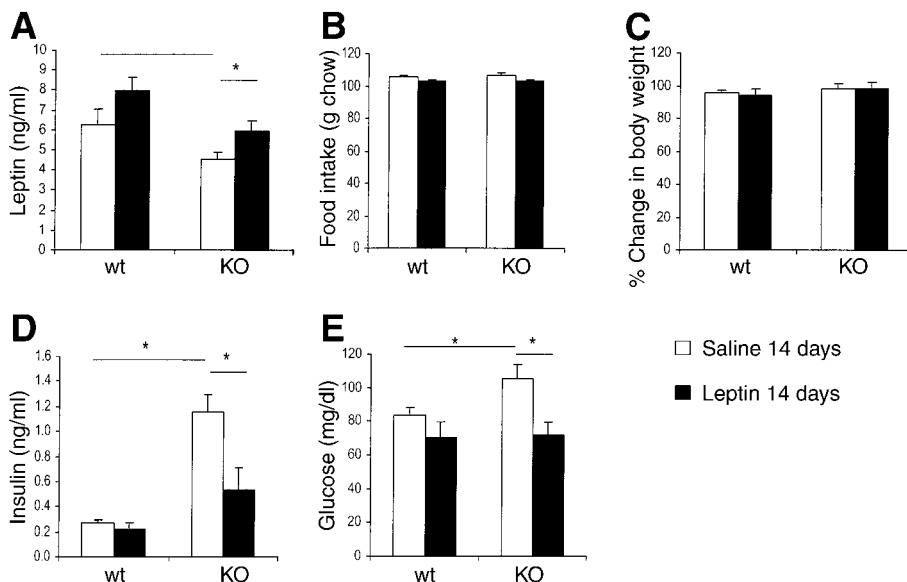 A
Leptin (ng/ml)
10
9
8
7
6
5
4
3
2
1
0
*
wt
KO
B
Food intake (g chow)
120
100
80
60
40
20
0
wt
KO
C
% Change in body weight
120
100
80
60
40
20
0
wt
KO
D
Insulin (ng/ml)
1.6
1.4
1.2
1.0
0.8
0.6
0.4
0.2
0.0
*
*
wt
KO
E
Glucose (mg/dl)
120
100
80
60
40
20
0
*
*
wt
KO
Saline 14 days
Leptin 14 days